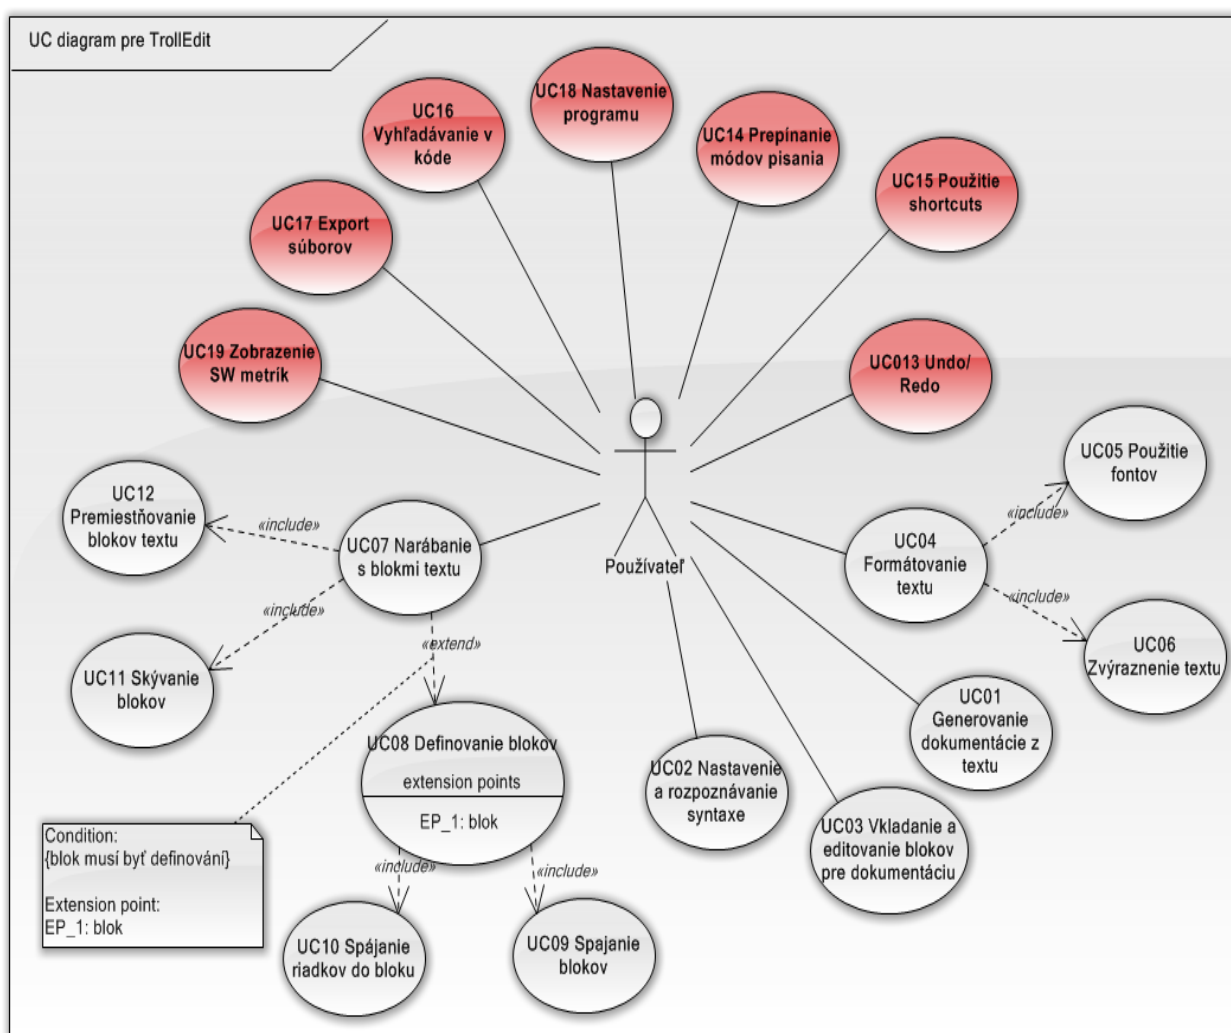 UC diagram pre TrollEdit
UC18 Nastavenie
programu
UC16
Vyhľadávanie v
kóde
UC14 Prepínanie
módov pisania
UC15 Použitie
shortcuts
UC17 Export
súborov
UC19 Zobrazenie
SW metrík
UC013 Undo/
Redo
UC05 Použitie
fontov
UC12
Premiestňovanie
blokov textu
«include»
UC07 Narábanie
s blokmi textu
Používateľ
UC04
Formátovanie
textu
«include»
«include»
UC06
Zvýraznenie textu
«include»
«extend»
UC11 Skývanie
blokov
UC01
Generovanie
dokumentácie z
textu
UC08 Definovanie blokov
extension points
EP_1: blok
UC02 Nastavenie
a rozpoznávanie
syntaxe
UC03 Vkladanie a
editovanie blokov
pre dokumentáciu
Condition:
{blok musí byť definování}
Extension point:
EP_1: blok
«include»
«include»
UC10 Spájanie
riadkov do bloku
UC09 Spajanie
blokov